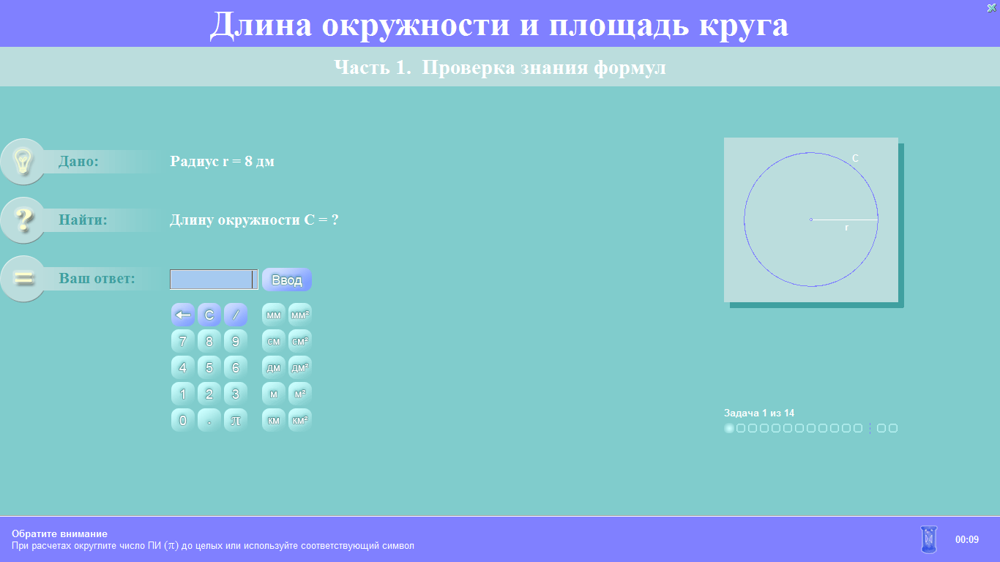 Длина окружности и площадь круга
Часть 1. Проверка знания формул
Дано:
Радиус r = 8 дм
Найти:
Длину окружности C = ?
Ваш ответ:
Ввод
C /
мм мм²
7 8 9
см см²
4 5 6
дм дм²
1 2 3
м м²
0 . π
км км²
C
r
Задача 1 из 14
Обратите внимание
При расчетах округлите число ПИ (π) до целых или используйте соответствующий символ
00:09